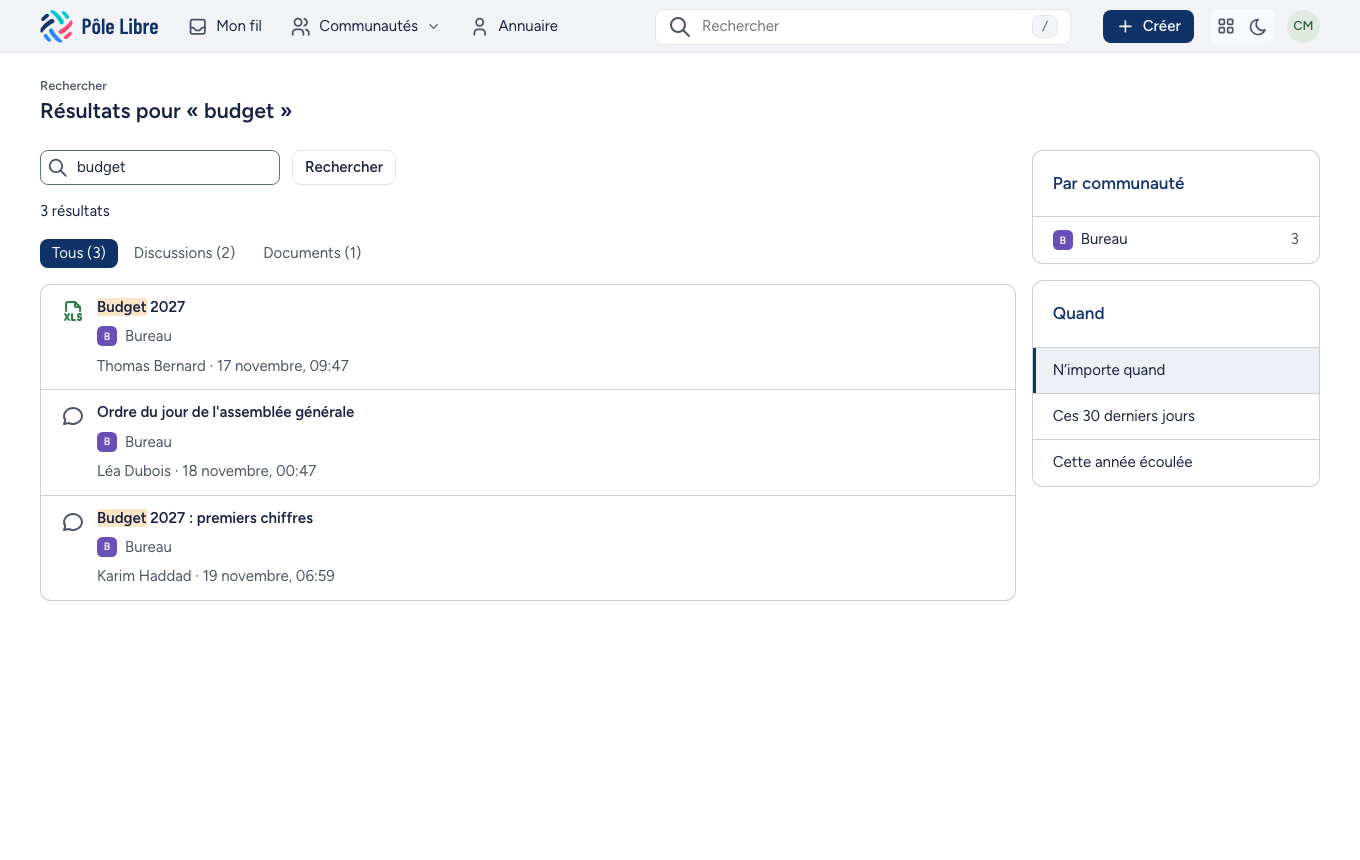 Pôle Libre
Mon fil
Communautés
Annuaire
Rechercher
/
Créer
CM
Rechercher
Résultats pour « budget »
budget
Rechercher
3 résultats
Tous (3)
Discussions (2)
Documents (1)
XLS
Budget 2027
B Bureau
Thomas Bernard · 17 novembre, 09:47
Ordre du jour de l'assemblée générale
B Bureau
Léa Dubois · 18 novembre, 00:47
Budget 2027 : premiers chiffres
B Bureau
Karim Haddad · 19 novembre, 06:59
Par communauté
B Bureau 3
Quand
N’importe quand
Ces 30 derniers jours
Cette année écoulée